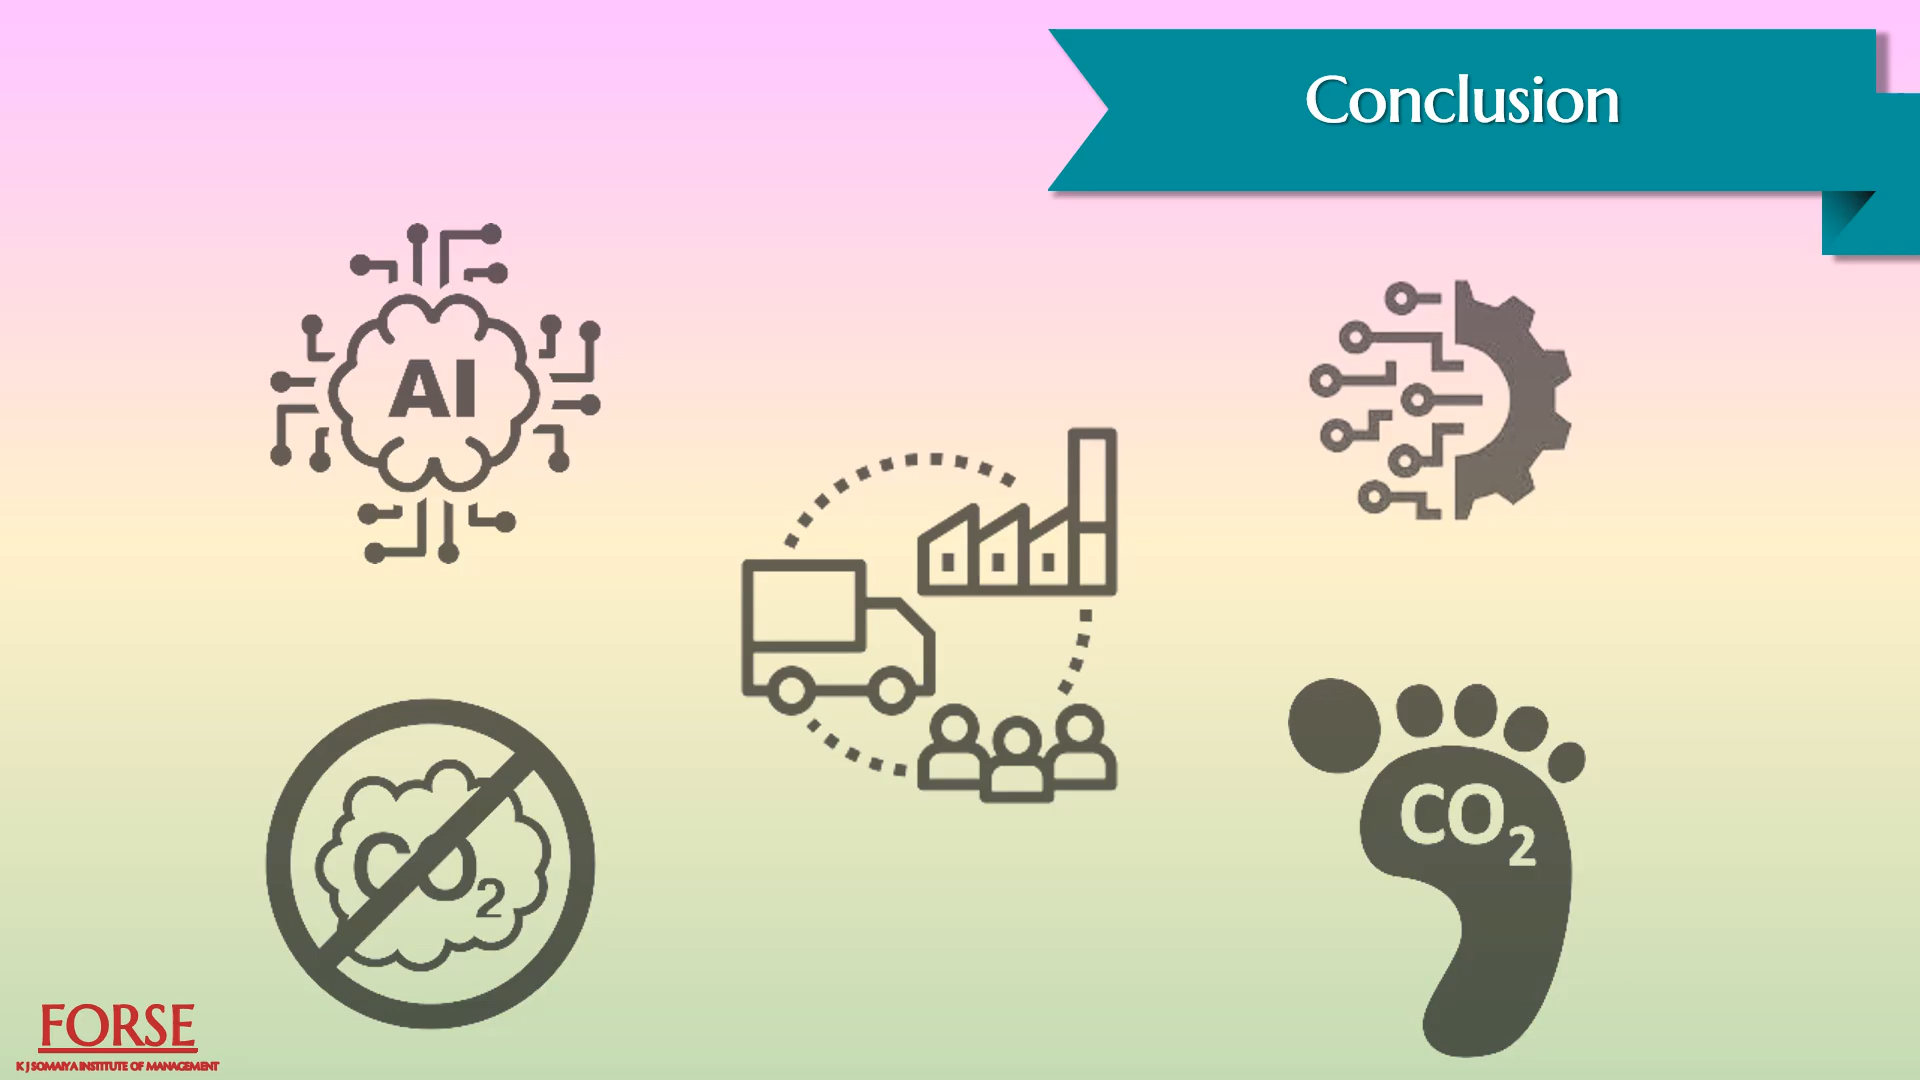 Conclusion
AI
CO2
CO2
FORSE
K J SOMAIYA INSTITUTE OF MANAGEMENT